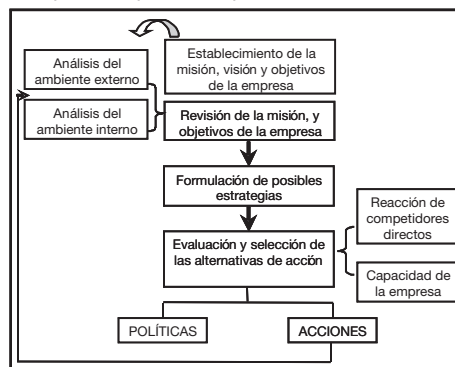 Análisis del
ambiente externo
Establecimiento de la
misión, visión y objetivos
de la empresa
Análisis del
ambiente interno
Revisión de la misión, y
objetivos de la empresa
Formulación de posibles
estrategias
Reacción de
competidores
directos
Evaluación y selección de
las alternativas de acción
Capacidad de
la empresa
POLÍTICAS
ACCIONES